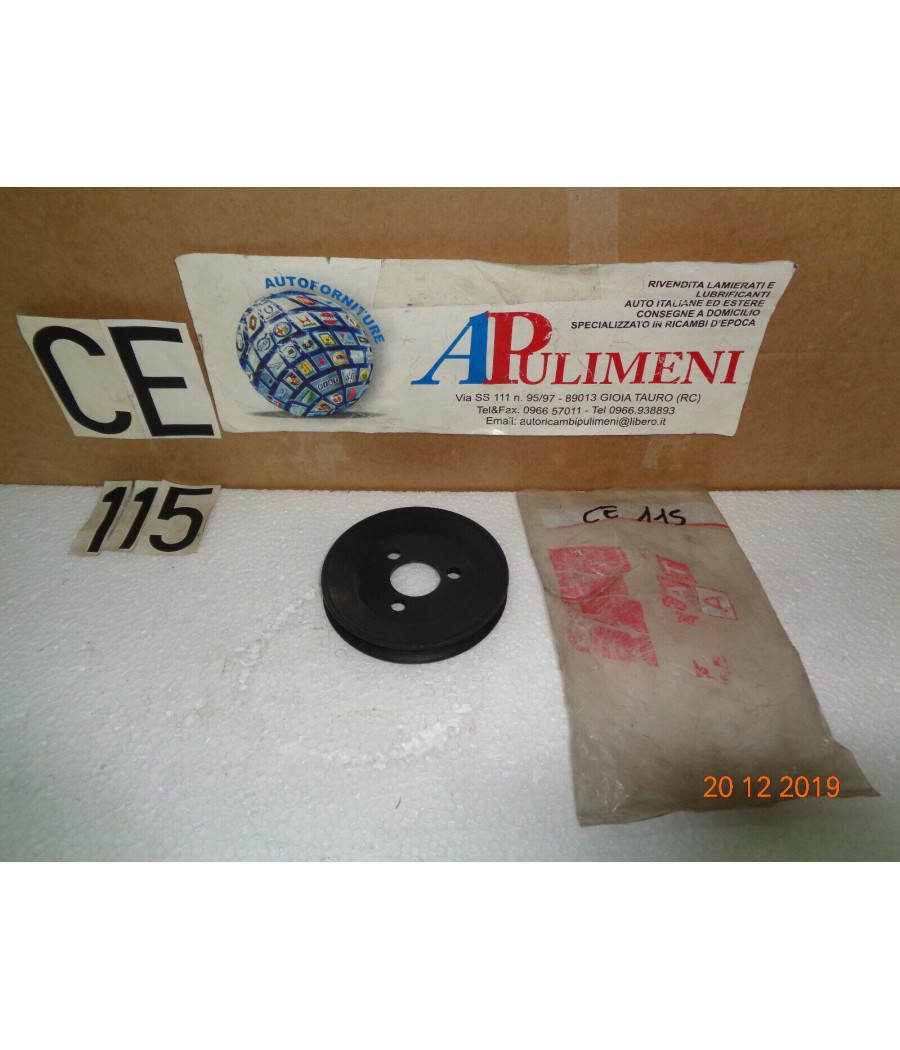 AUTOFORNITURE
RIVENDITA LAMIERATI E
LUBRIFICANTI
AUTO ITALIANE ED ESTERE
CONSEGNE A DOMICILIO
SPECIALIZZATO IN RICAMBI D'EPOCA
APULIMENI
Via SS 111 n. 95/97 - 89013 GIOIA TAURO (RC)
Tel&Fax. 0966 57011 - Tel 0966.938893
Email: autoricambipulimeni@libero.it
CE
115
CE 115
20 12 2019